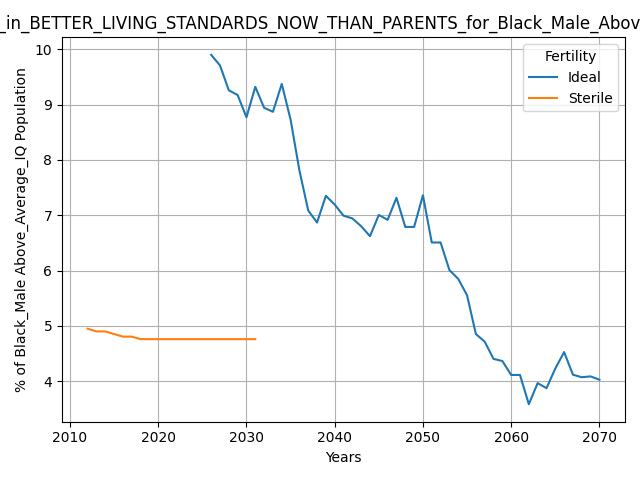 _in_BETTER_LIVING_STANDARDS_NOW_THAN_PARENTS_for_Black_Male_Abov
Fertility
Ideal
Sterile
% of Black_Male Above_Average_IQ Population
10
9
8
7
6
5
4
2010 2020 2030 2040 2050 2060 2070
Years